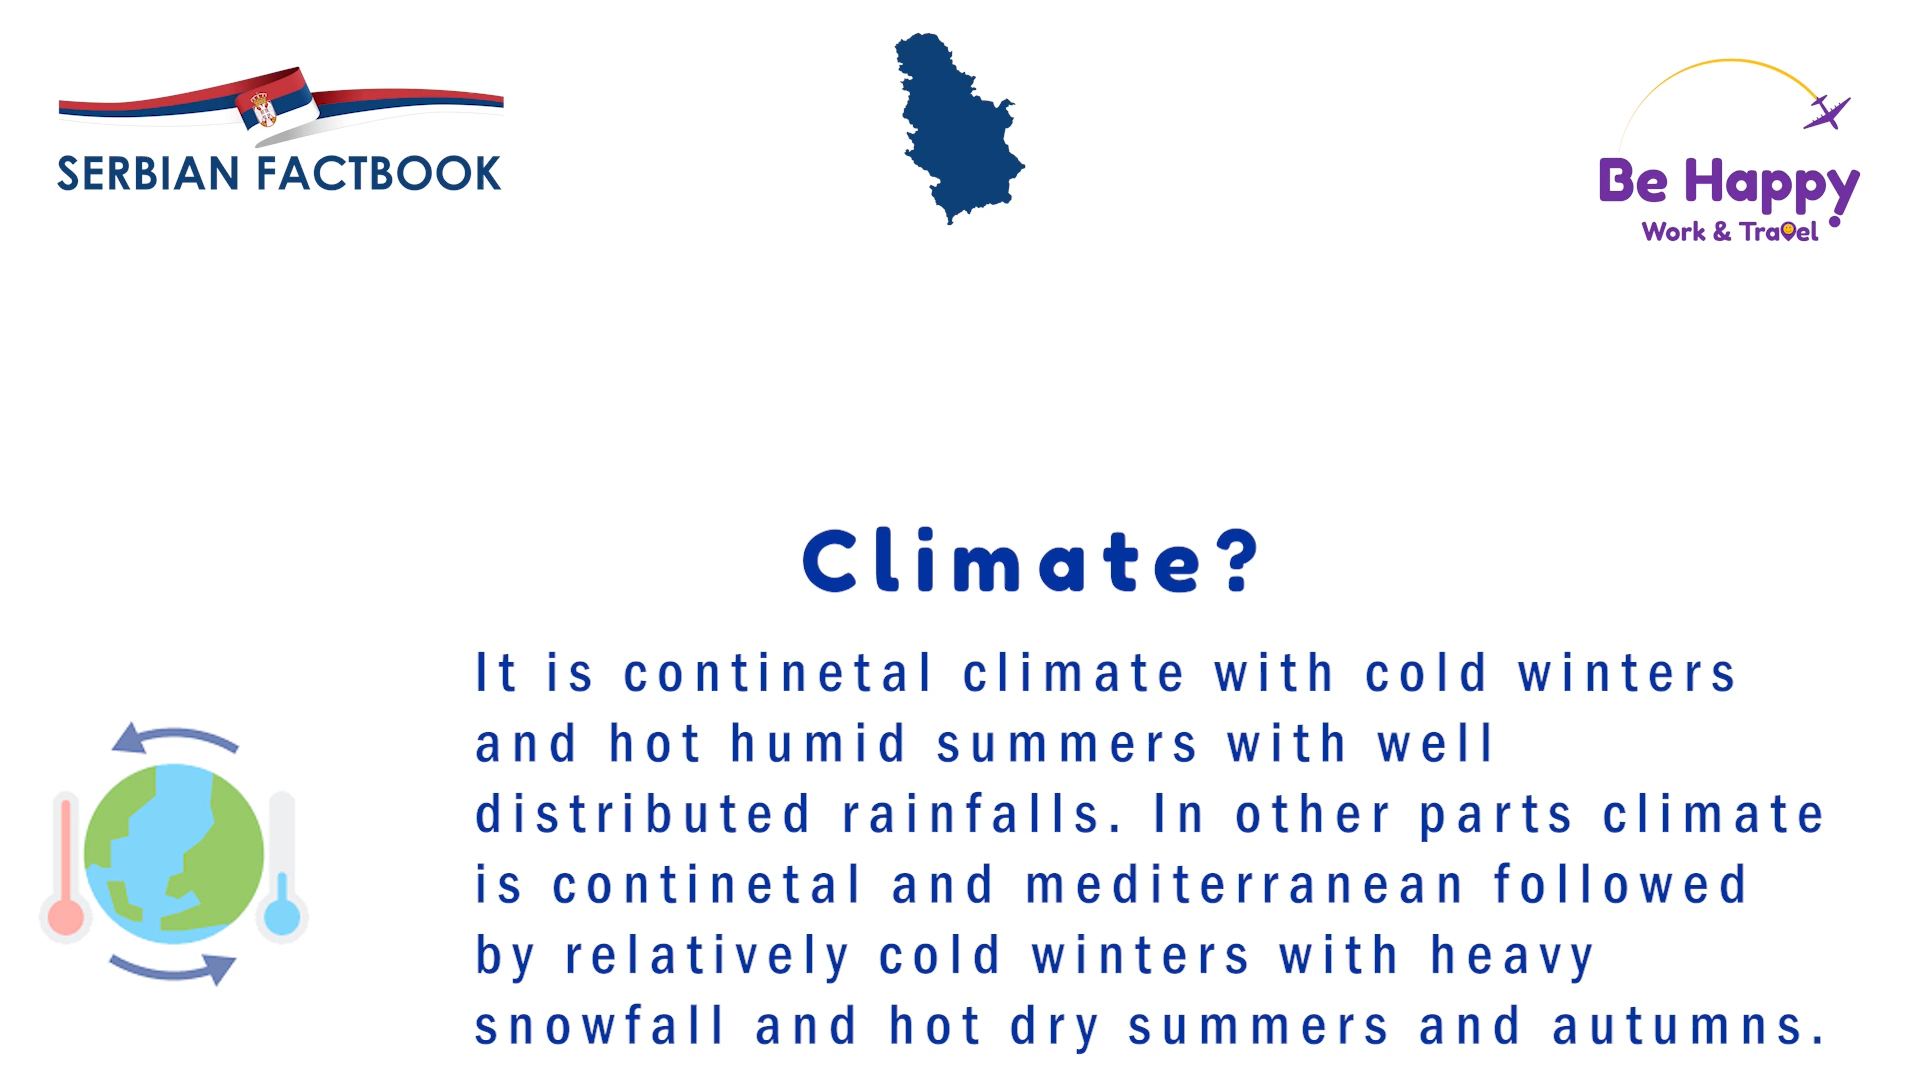 SERBIAN FACTBOOK
Be Happy
Work & Travel
Climate?
It is continetal climate with cold winters
and hot humid summers with well
distributed rainfalls. In other parts climate
is continetal and mediterranean followed
by relatively cold winters with heavy
snowfall and hot dry summers and autumns.